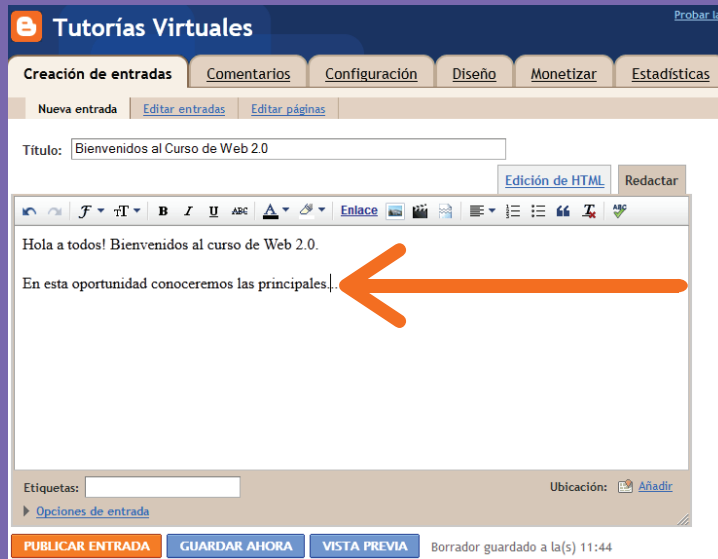 Tutorías Virtuales
Probar la
Creación de entradas Comentarios Configuración Diseño Monetizar Estadísticas
Nueva entrada Editar entradas Editar páginas
Título: Bienvenidos al Curso de Web 2.0
Edición de HTML Redactar
F T B I U ABC A Enlace ABC
Hola a todos! Bienvenidos al curso de Web 2.0.
En esta oportunidad conoceremos las principales...
Etiquetas: Ubicación: Añadir
Opciones de entrada
PUBLICAR ENTRADA GUARDAR AHORA VISTA PREVIA Borrador guardado a la(s) 11:44